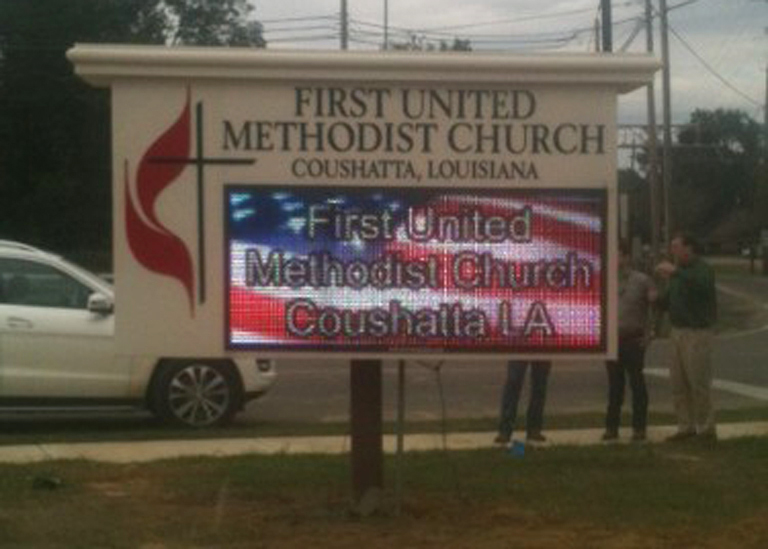 FIRST UNITED
METHODIST CHURCH
COUSHATTA, LOUISIANA
First United
Methodist Church
Coushatta LA